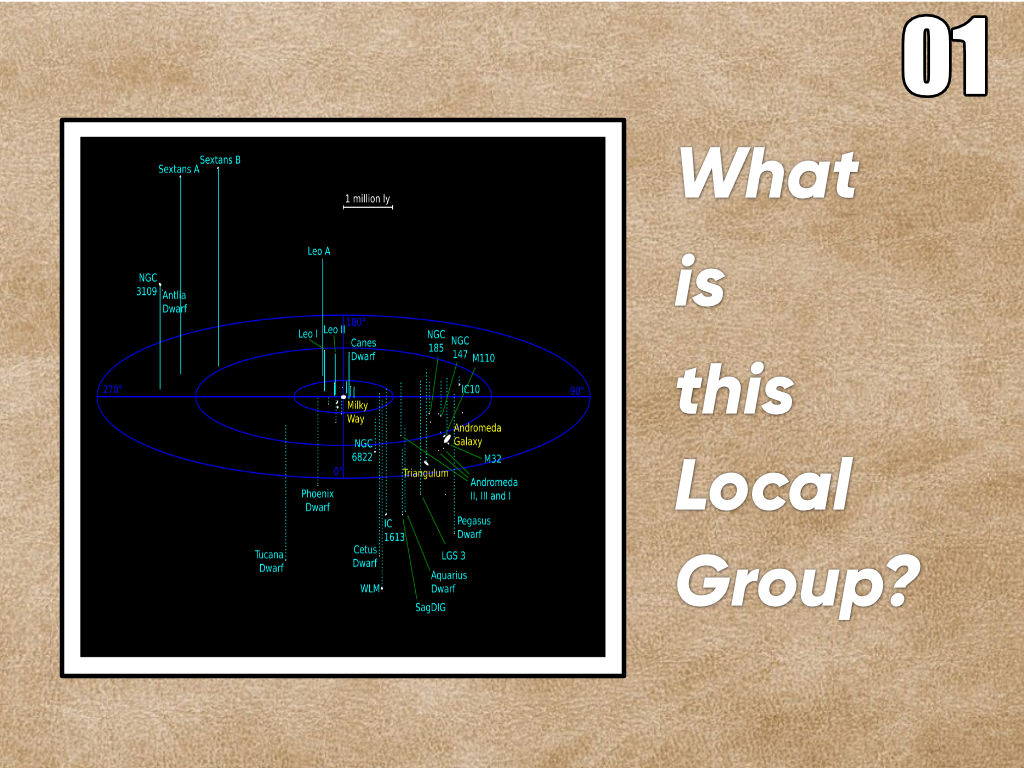 01
What
is
this
Local
Group?
Sextans A
Sextans B
1 million ly
Leo A
NGC
3109
Antlia
Dwarf
180°
Leo I
Leo II
Canes
Dwarf
NGC
185
NGC
147
M110
270°
90°
IC10
Milky
Way
Andromeda
Galaxy
NGC
6822
M32
0°
Triangulum
Andromeda
II, III and I
Phoenix
Dwarf
IC
1613
Pegasus
Dwarf
Tucana
Dwarf
Cetus
Dwarf
LGS 3
WLM
Aquarius
Dwarf
SagDIG